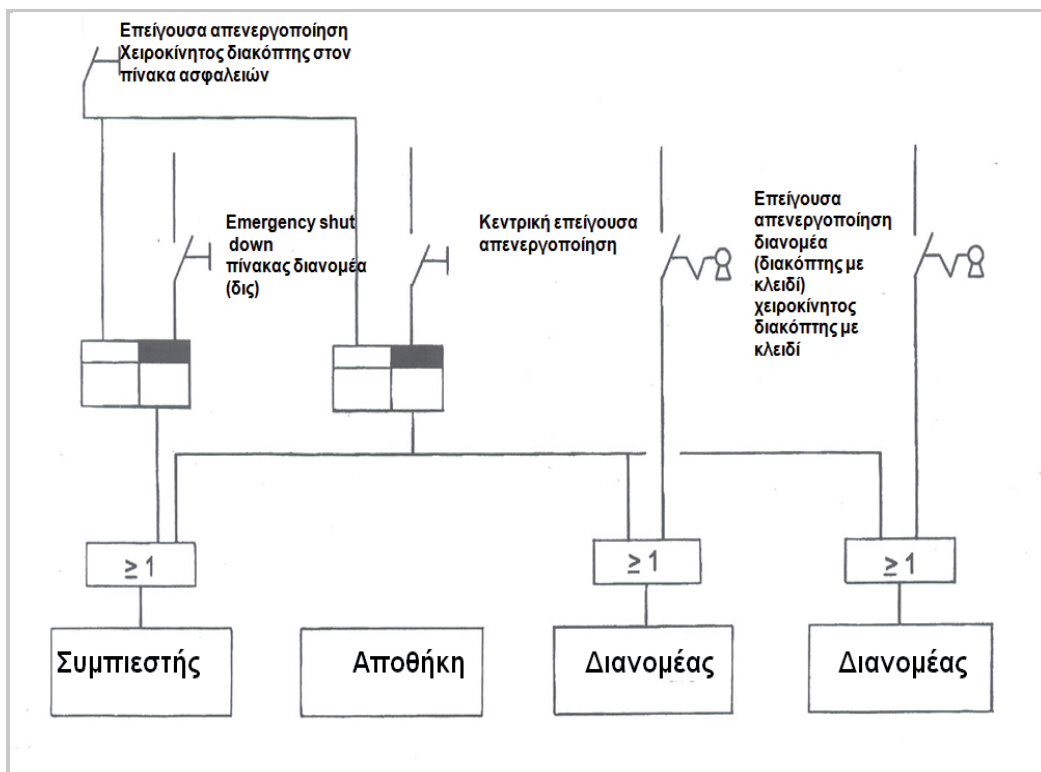 Επείγουσα απενεργοποίηση
Χειροκίνητος διακόπτης στον
πίνακα ασφαλειών
Emergency shut
down
πίνακας διανομέα
(δις)
Κεντρική επείγουσα
απενεργοποίηση
Επείγουσα
απενεργοποίηση
διανομέα
(διακόπτης με
κλειδί)
χειροκίνητος
διακόπτης με
κλειδί
≥ 1
≥ 1
≥ 1
Συμπιεστής
Αποθήκη
Διανομέας
Διανομέας